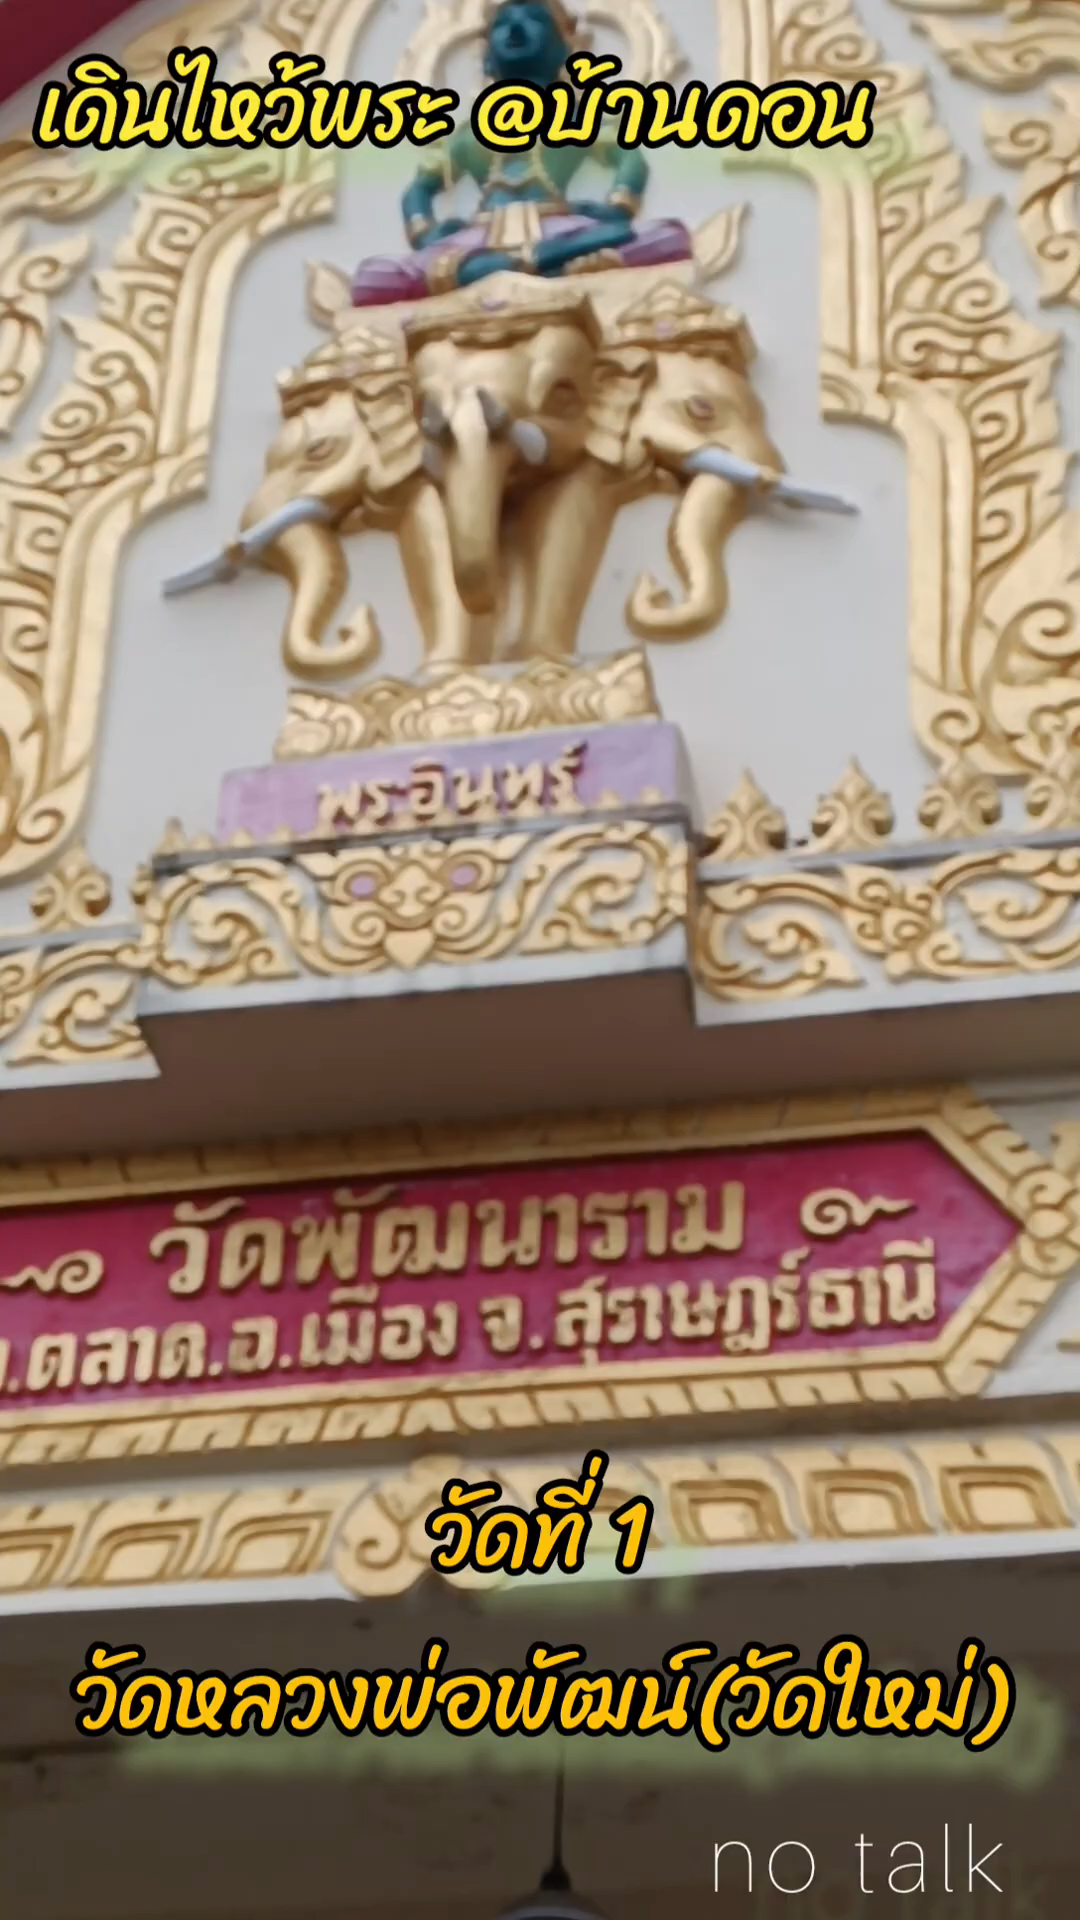 เดินไหว้พระ @บ้านดอน
พระอินทร์
วัดพัฒนาราม
ต.ตลาด.อ.เมือง จ.สุราษฎร์ธานี
วัดที่ 1
วัดหลวงพ่อพัฒน์(วัดใหม่)
no talk